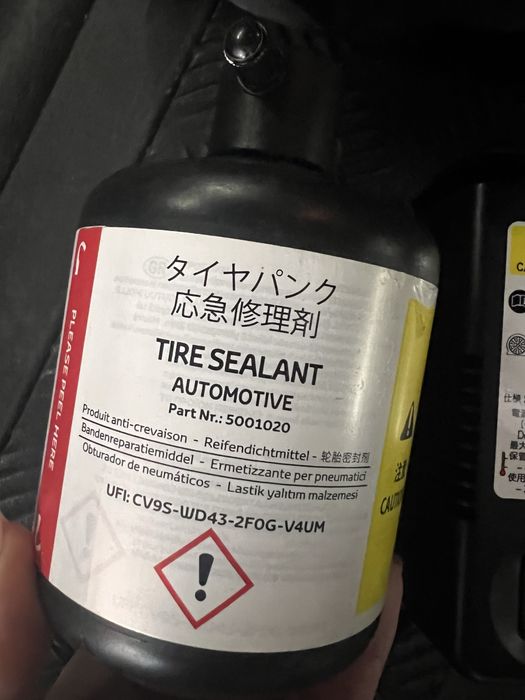 タイヤパンク
応急修理剤
TIRE SEALANT
AUTOMOTIVE
Part Nr.: 5001020
Produit anti-crevaison - Reifendichtmittel - 轮胎密封剂
Bandenreparatiemiddel - Ermetizzante per pneumatici
Obturador de neumáticos - Lastik yalıtım malzemesi
UFI: CV9S-WD43-2F0G-V4UM
PLEASE PEEL HERE
注意